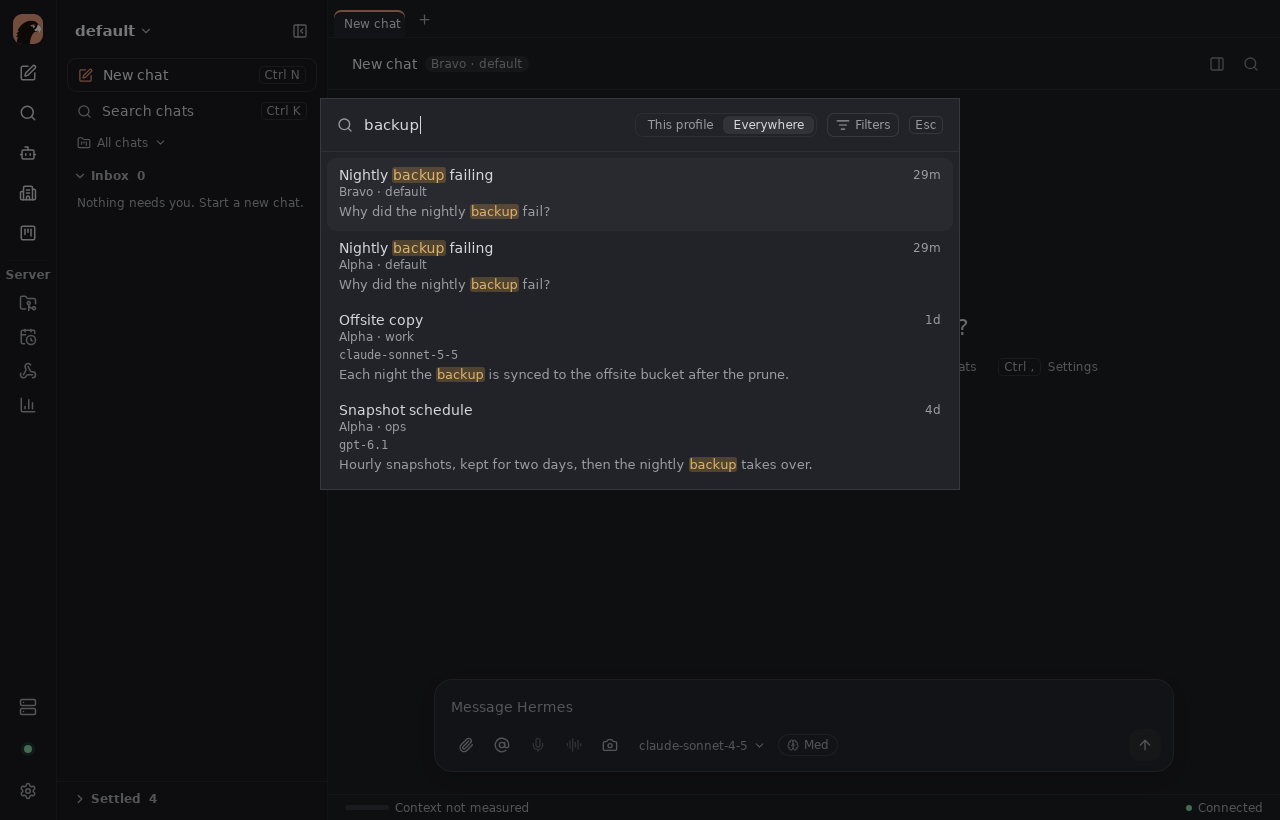 default
New chat Ctrl N
Search chats Ctrl K
All chats
Inbox 0
Nothing needs you. Start a new chat.
Server
Settled 4
New chat
New chat Bravo · default
backup This profile Everywhere Filters Esc
Nightly backup failing 29m
Bravo · default
Why did the nightly backup fail?
Nightly backup failing 29m
Alpha · default
Why did the nightly backup fail?
Offsite copy 1d
Alpha · work
claude-sonnet-5-5
Each night the backup is synced to the offsite bucket after the prune.
Snapshot schedule 4d
Alpha · ops
gpt-6.1
Hourly snapshots, kept for two days, then the nightly backup takes over.
?
ats Ctrl , Settings
Message Hermes
claude-sonnet-4-5 Med
Context not measured Connected